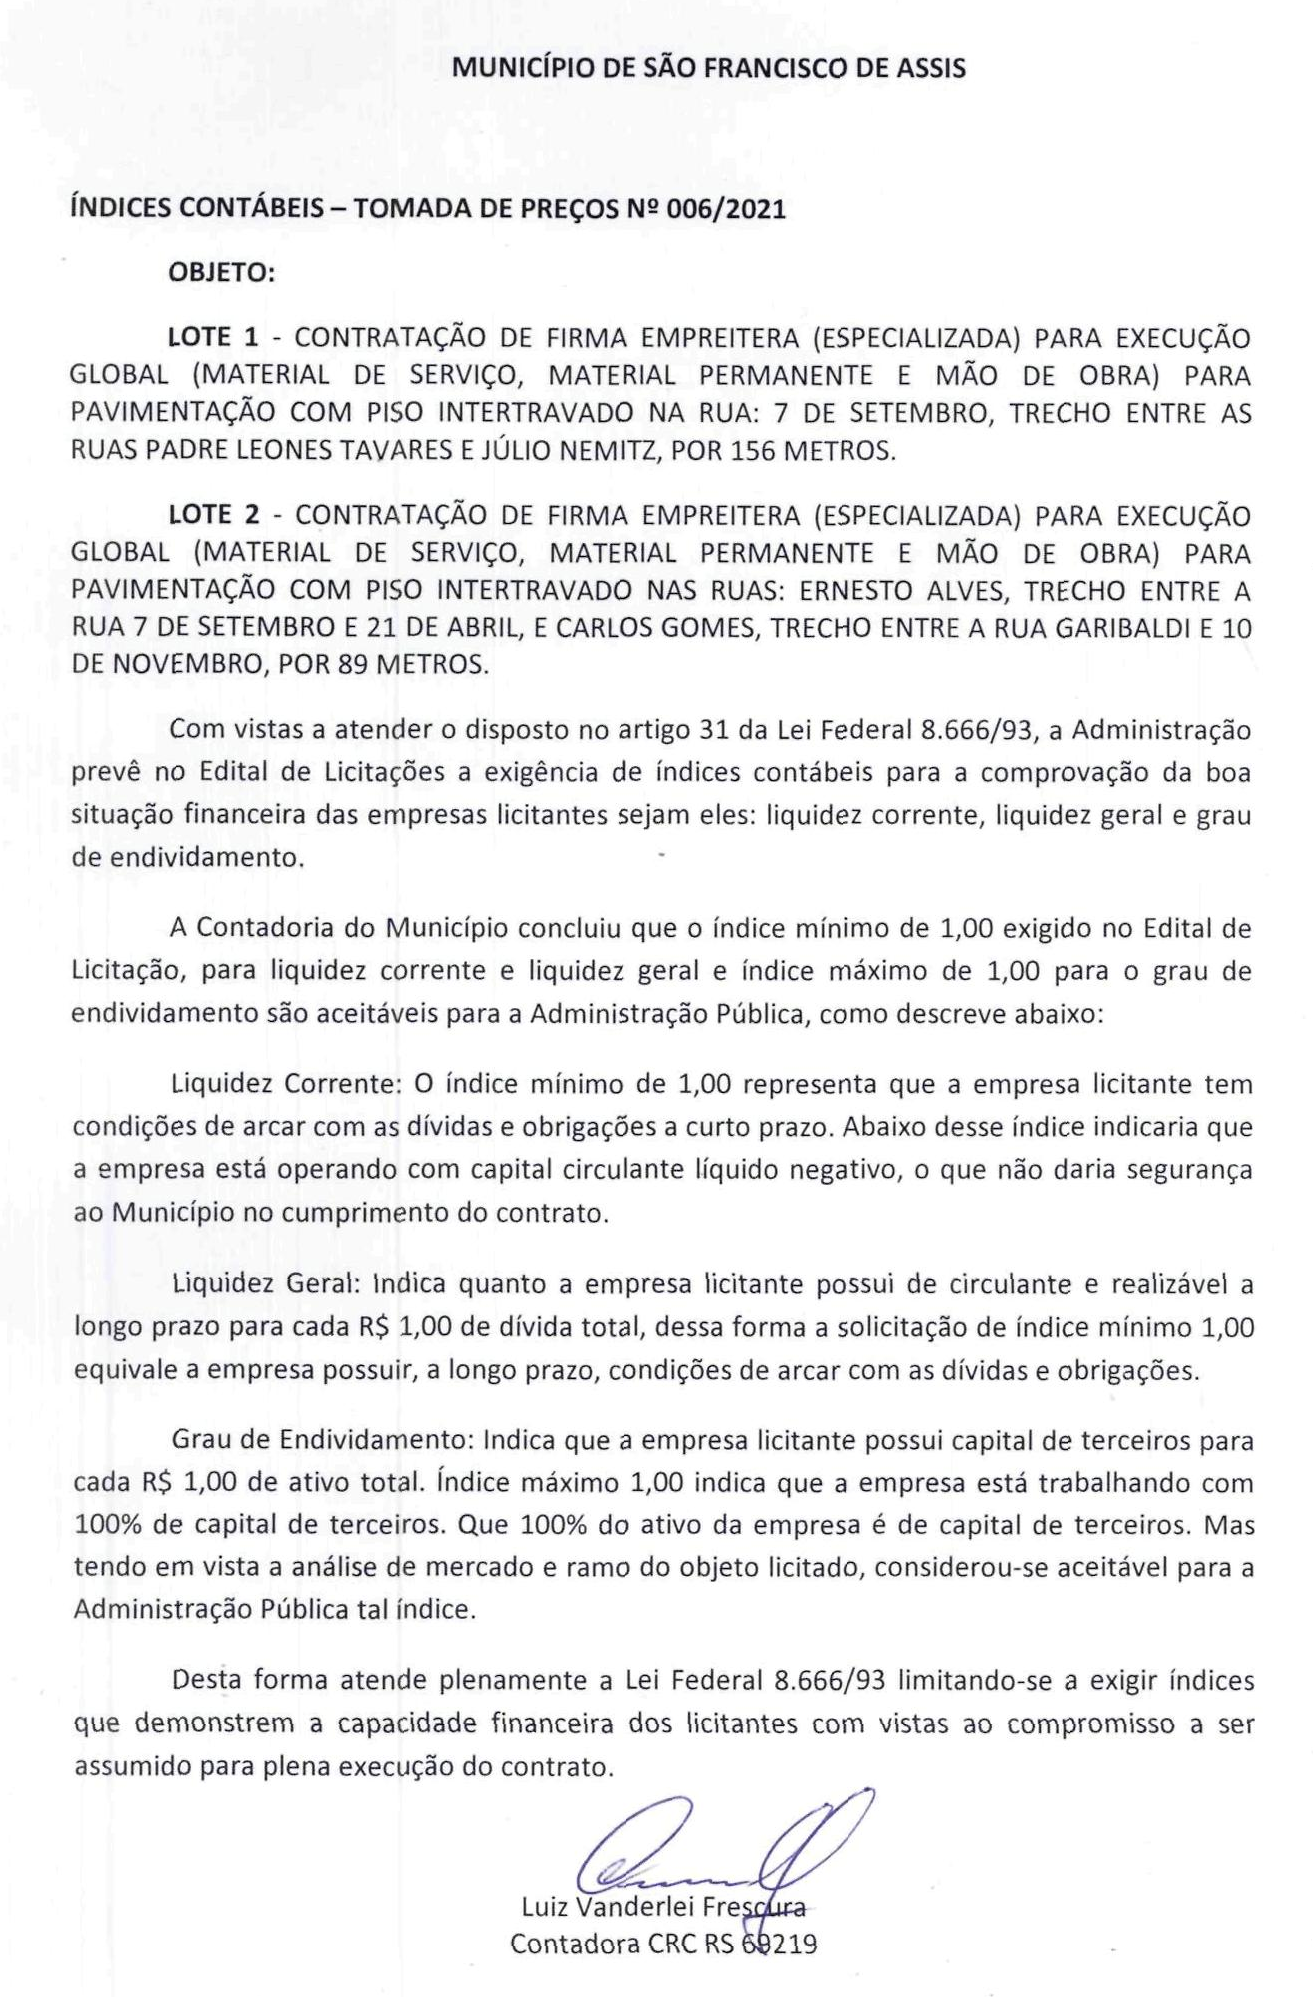 MUNICÍPIO DE SÃO FRANCISCO DE ASSIS
ÍNDICES CONTÁBEIS – TOMADA DE PREÇOS Nº 006/2021
OBJETO:
LOTE 1 - CONTRATAÇÃO DE FIRMA EMPREITERA (ESPECIALIZADA) PARA EXECUÇÃO
GLOBAL (MATERIAL DE SERVIÇO, MATERIAL PERMANENTE E MÃO DE OBRA) PARA
PAVIMENTAÇÃO COM PISO INTERTRAVADO NA RUA: 7 DE SETEMBRO, TRECHO ENTRE AS
RUAS PADRE LEONES TAVARES E JÚLIO NEMITZ, POR 156 METROS.
LOTE 2 - CONTRATAÇÃO DE FIRMA EMPREITERA (ESPECIALIZADA) PARA EXECUÇÃO
GLOBAL (MATERIAL DE SERVIÇO, MATERIAL PERMANENTE E MÃO DE OBRA) PARA
PAVIMENTAÇÃO COM PISO INTERTRAVADO NAS RUAS: ERNESTO ALVES, TRECHO ENTRE A
RUA 7 DE SETEMBRO E 21 DE ABRIL, E CARLOS GOMES, TRECHO ENTRE A RUA GARIBALDI E 10
DE NOVEMBRO, POR 89 METROS.
Com vistas a atender o disposto no artigo 31 da Lei Federal 8.666/93, a Administração
prevê no Edital de Licitações a exigência de índices contábeis para a comprovação da boa
situação financeira das empresas licitantes sejam eles: liquidez corrente, liquidez geral e grau
de endividamento.
A Contadoria do Município concluiu que o índice mínimo de 1,00 exigido no Edital de
Licitação, para liquidez corrente e liquidez geral e índice máximo de 1,00 para o grau de
endividamento são aceitáveis para a Administração Pública, como descreve abaixo:
Liquidez Corrente: O índice mínimo de 1,00 representa que a empresa licitante tem
condições de arcar com as dívidas e obrigações a curto prazo. Abaixo desse índice indicaria que
a empresa está operando com capital circulante líquido negativo, o que não daria segurança
ao Município no cumprimento do contrato.
Liquidez Geral: Indica quanto a empresa licitante possui de circulante e realizável a
longo prazo para cada R$ 1,00 de dívida total, dessa forma a solicitação de índice mínimo 1,00
equivale a empresa possuir, a longo prazo, condições de arcar com as dívidas e obrigações.
Grau de Endividamento: Indica que a empresa licitante possui capital de terceiros para
cada R$ 1,00 de ativo total. Índice máximo 1,00 indica que a empresa está trabalhando com
100% de capital de terceiros. Que 100% do ativo da empresa é de capital de terceiros. Mas
tendo em vista a análise de mercado e ramo do objeto licitado, considerou-se aceitável para a
Administração Pública tal índice.
Desta forma atende plenamente a Lei Federal 8.666/93 limitando-se a exigir índices
que demonstrem a capacidade financeira dos licitantes com vistas ao compromisso a ser
assumido para plena execução do contrato.
Luiz Vanderlei Frescura
Contadora CRC RS 69219